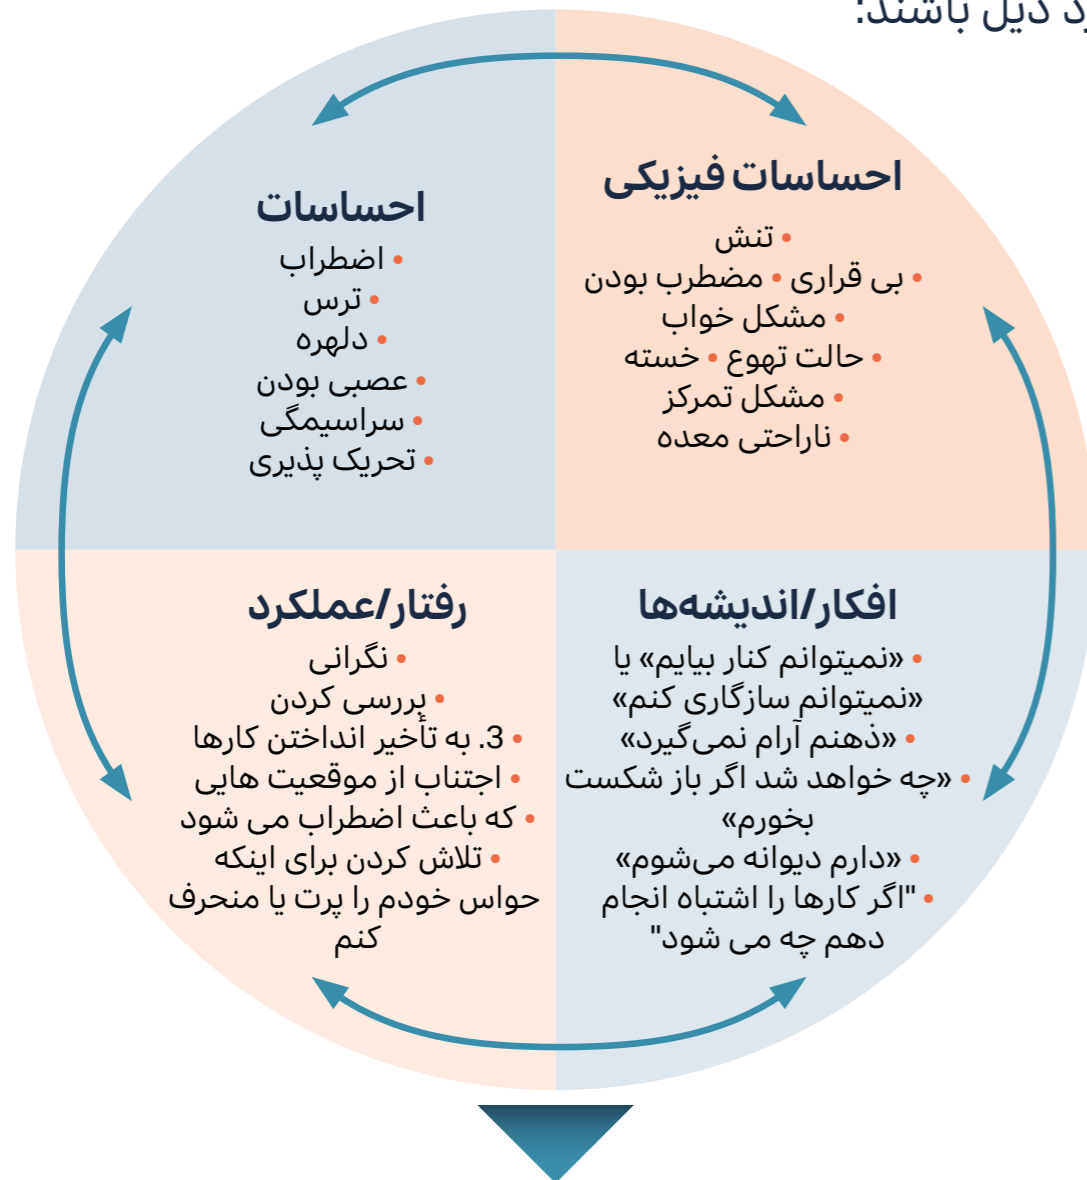 د ذیل باشند:
احساسات فیزیکی
• تنش
• بی قراری • مضطرب بودن
• مشکل خواب
• حالت تهوع • خسته
• مشکل تمرکز
• ناراحتی معده
احساسات
• اضطراب
• ترس
• دلهره
• عصبی بودن
• سراسیمگی
• تحریک پذیری
افکار/اندیشه‌ها
• «نمیتوانم کنار بیایم» یا
«نمیتوانم سازگاری کنم»
• «ذهنم آرام نمی‌گیرد»
• «چه خواهد شد اگر باز شکست
بخورم»
• «دارم دیوانه می‌شوم»
• "اگر کارها را اشتباه انجام
دهم چه می شود"
رفتار/عملکرد
• نگرانی
• بررسی کردن
• 3. به تأخیر انداختن کارها
• اجتناب از موقعیت هایی
• که باعث اضطراب می شود
• تلاش کردن برای اینکه
حواس خودم را پرت یا منحرف
کنم